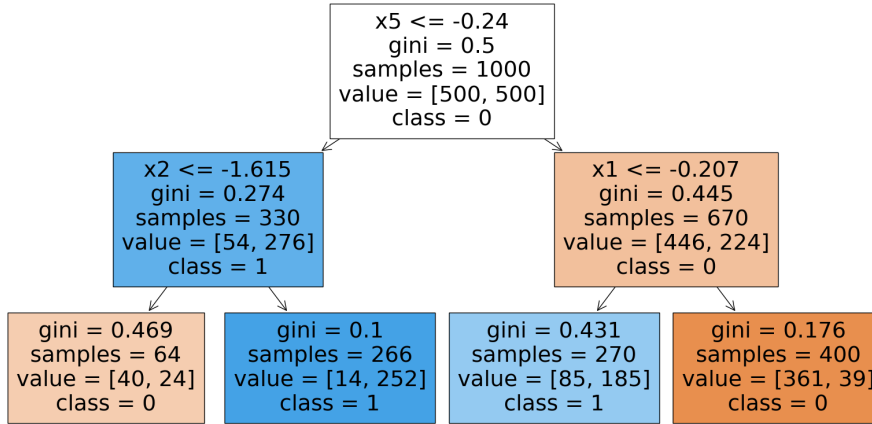 x5 <= -0.24
gini = 0.5
samples = 1000
value = [500, 500]
class = 0
x2 <= -1.615
gini = 0.274
samples = 330
value = [54, 276]
class = 1
x1 <= -0.207
gini = 0.445
samples = 670
value = [446, 224]
class = 0
gini = 0.469
samples = 64
value = [40, 24]
class = 0
gini = 0.1
samples = 266
value = [14, 252]
class = 1
gini = 0.431
samples = 270
value = [85, 185]
class = 1
gini = 0.176
samples = 400
value = [361, 39]
class = 0